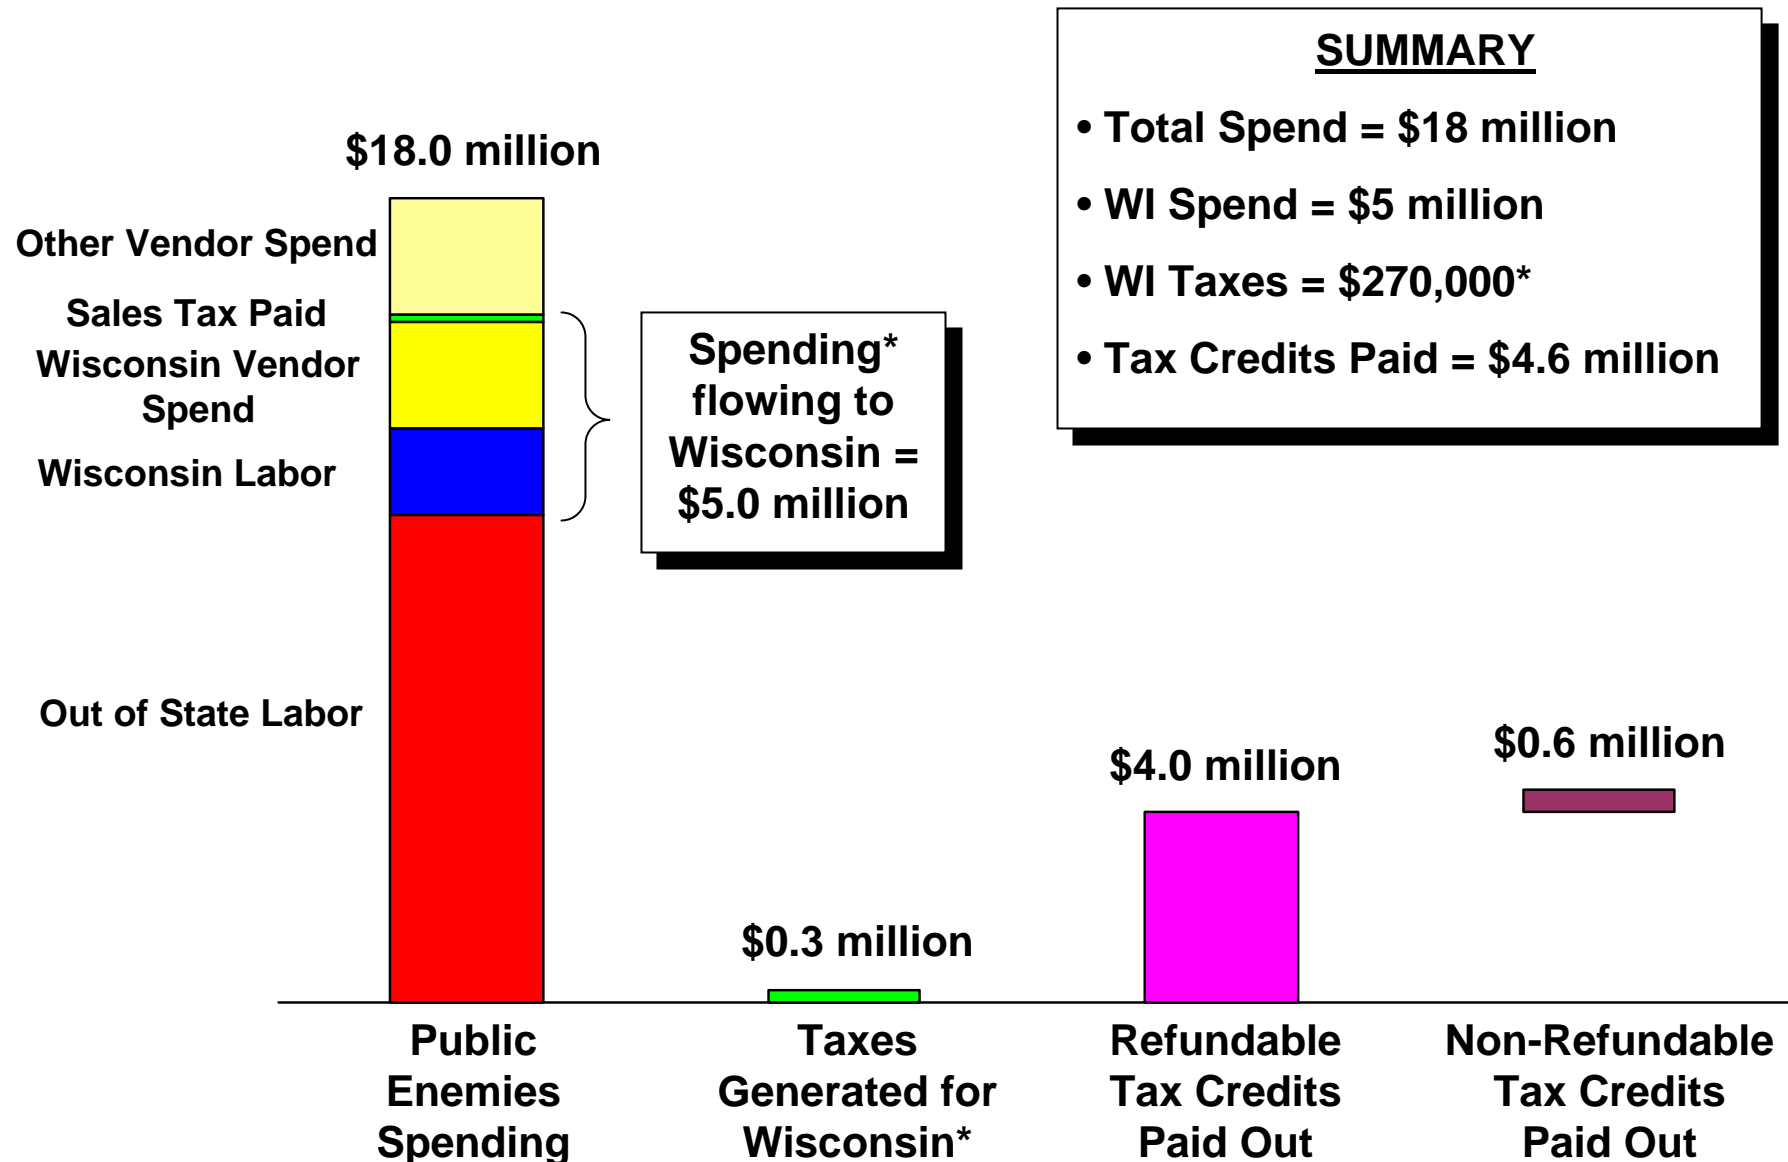 SUMMARY
• Total Spend = $18 million
• WI Spend = $5 million
• WI Taxes = $270,000*
• Tax Credits Paid = $4.6 million
$18.0 million
Other Vendor Spend
Sales Tax Paid
Wisconsin Vendor
Spend
Wisconsin Labor
Out of State Labor
Spending*
flowing to
Wisconsin =
$5.0 million
$0.3 million
$4.0 million
$0.6 million
Public
Enemies
Spending
Taxes
Generated for
Wisconsin*
Refundable
Tax Credits
Paid Out
Non-Refundable
Tax Credits
Paid Out